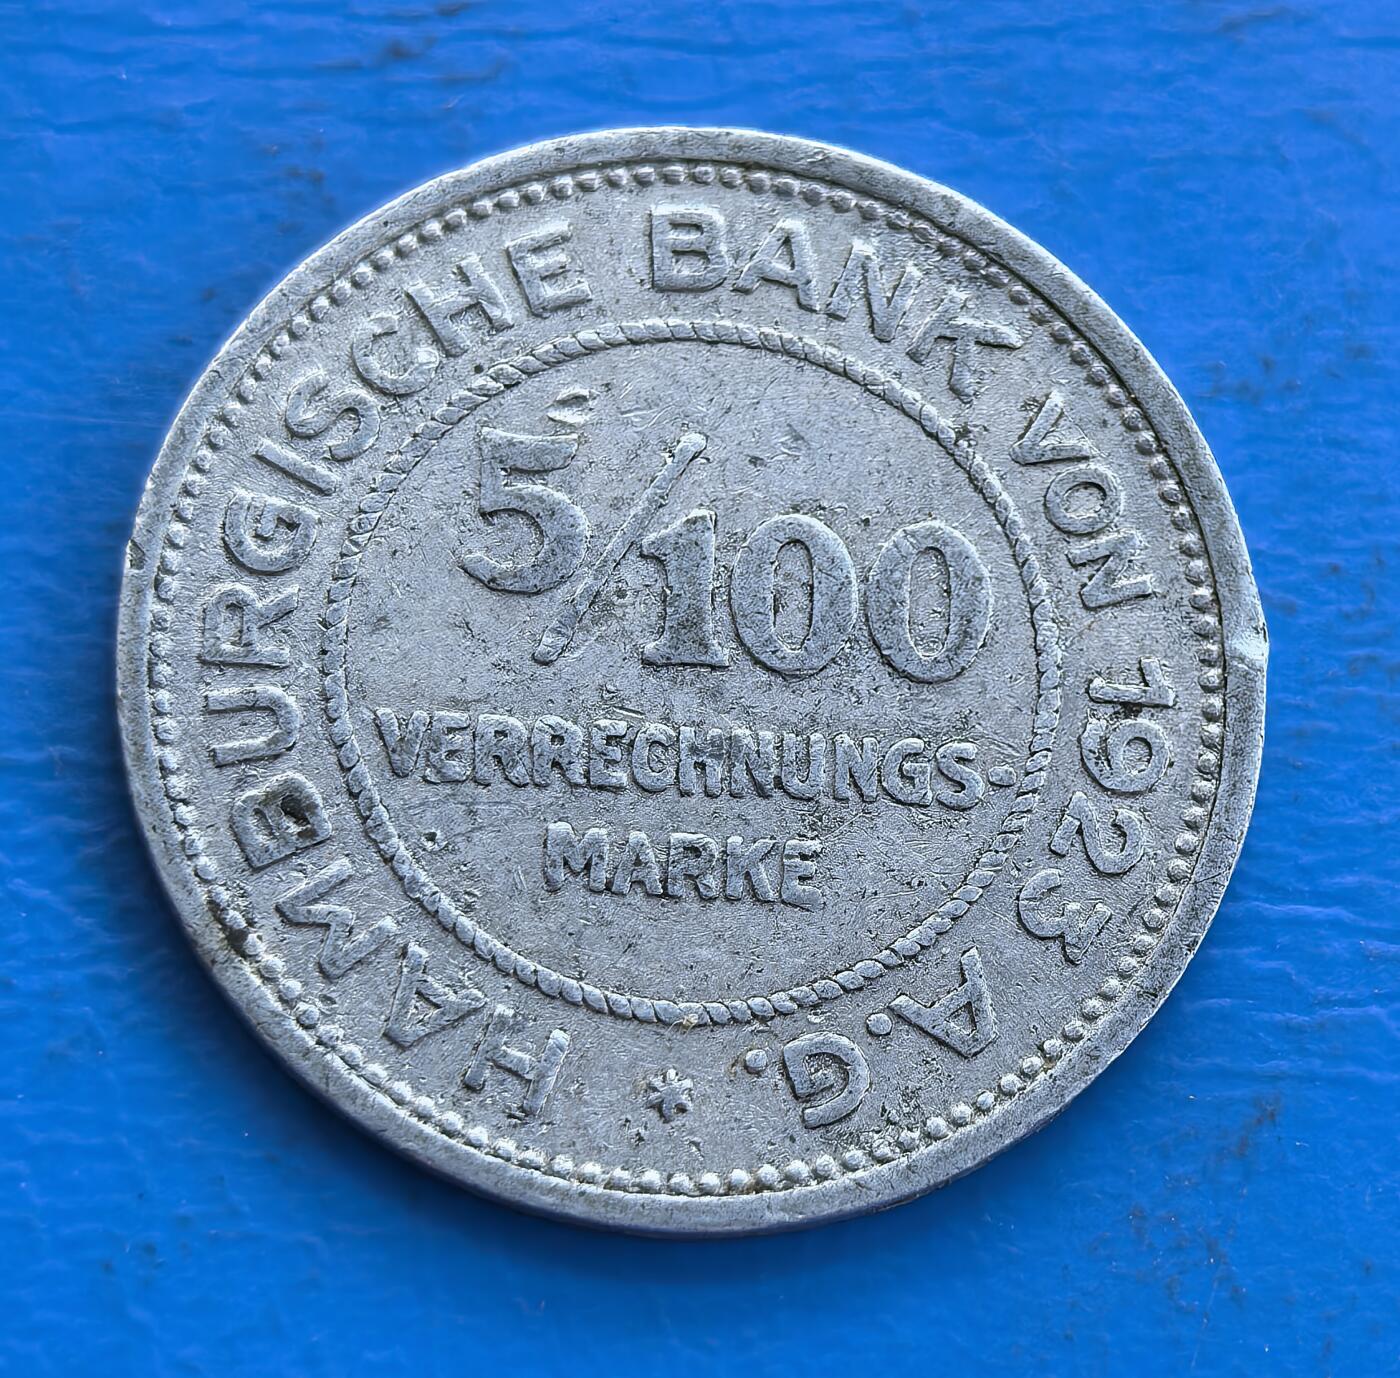 HAMBURGISCHE BANK VON 1923 A.G. *
5/100
VERRECHNUNGS-
MARKE